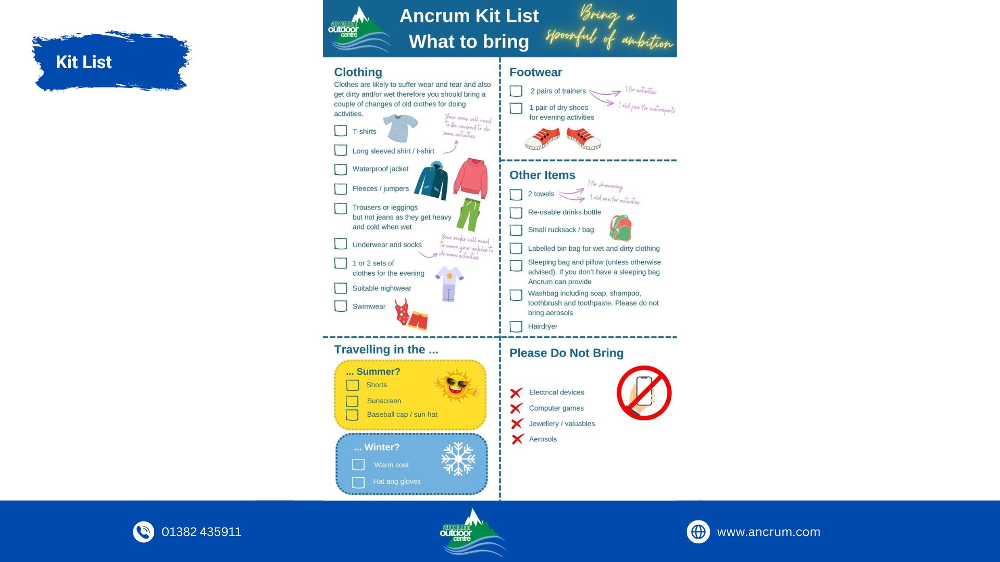 Kit List
ancrum
outdoor
centre
Ancrum Kit List
What to bring
Bring a
spoonful of ambition
Clothing
Clothes are likely to suffer wear and tear and also
get dirty and/or wet therefore you should bring a
couple of changes of old clothes for doing
activities.
T-shirts
Your arms will need
to be covered to do
some activities
Long sleeved shirt / t-shirt
Waterproof jacket
Fleeces / jumpers
Trousers or leggings
but not jeans as they get heavy
and cold when wet
Underwear and socks
Your socks will need
to cover your ankles to
do some activities
1 or 2 sets of
clothes for the evening
Suitable nightwear
Swimwear
Footwear
2 pairs of trainers
1 for activities
1 old pair for watersports
1 pair of dry shoes
for evening activities
Other Items
2 towels
1 for showering
1 old one for activities
Re-usable drinks bottle
Small rucksack / bag
Labelled bin bag for wet and dirty clothing
Sleeping bag and pillow (unless otherwise
advised). If you don't have a sleeping bag
Ancrum can provide
Washbag including soap, shampoo,
toothbrush and toothpaste. Please do not
bring aerosols
Hairdryer
Travelling in the ...
... Summer?
Shorts
Sunscreen
Baseball cap / sun hat
... Winter?
Warm coat
Hat ang gloves
Please Do Not Bring
Electrical devices
Computer games
Jewellery / valuables
Aerosols
01382 435911
ancrum
outdoor
centre
www.ancrum.com